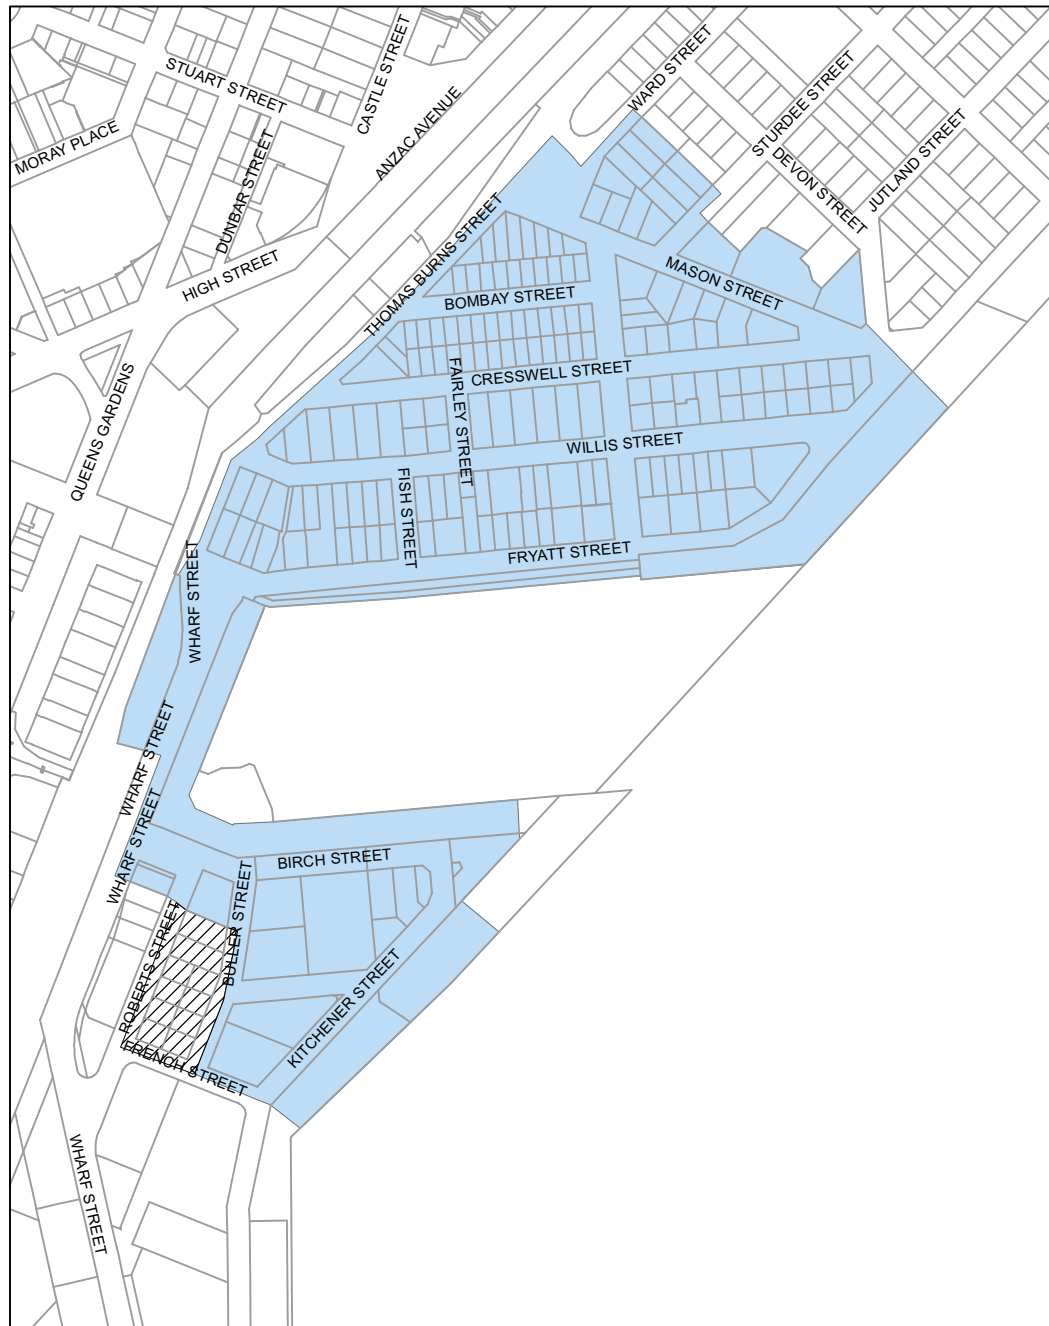 STUART STREET
CASTLE STREET
WARD STREET
STURDEE STREET
MORAY PLACE
ANZAC AVENUE
DUNBAR STREET
DEVON STREET
JUTLAND STREET
HIGH STREET
THOMAS BURNS STREET
MASON STREET
BOMBAY STREET
CRESSWELL STREET
QUEENS GARDENS
FAIRLEY STREET
WILLIS STREET
FISH STREET
FRYATT STREET
WHARF STREET
WHARF STREET
WHARF STREET
BIRCH STREET
BULLER STREET
ROBERTS STREET
KITCHENER STREET
FRENCH STREET
WHARF STREET